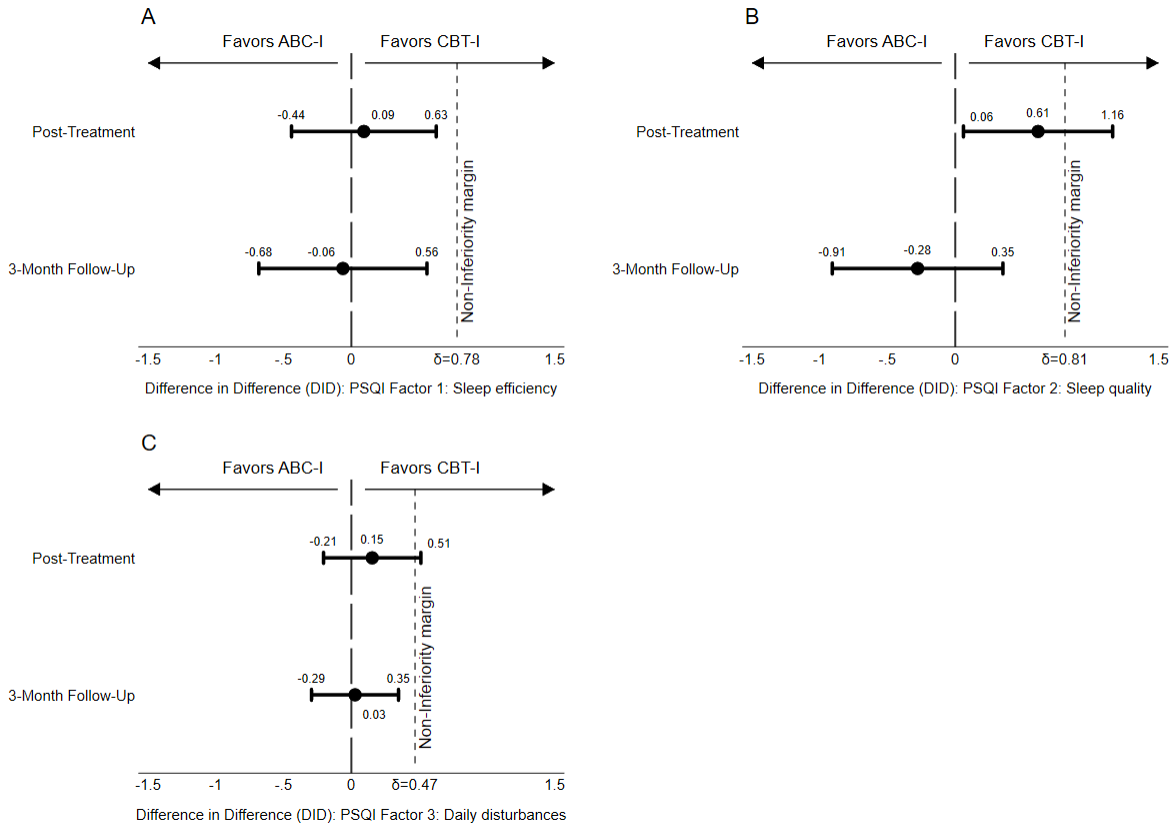 A
Favors ABC-I Favors CBT-I
-0.44 0.09 0.63
Post-Treatment
-0.68 -0.06 0.56
3-Month Follow-Up
Non-Inferiority margin
-1.5 -1 -.5 0 δ=0.78 1.5
Difference in Difference (DID): PSQI Factor 1: Sleep efficiency
B
Favors ABC-I Favors CBT-I
0.06 0.61 1.16
Post-Treatment
-0.91 -0.28 0.35
3-Month Follow-Up
Non-Inferiority margin
-1.5 -1 -.5 0 δ=0.81 1.5
Difference in Difference (DID): PSQI Factor 2: Sleep quality
C
Favors ABC-I Favors CBT-I
-0.21 0.15 0.51
Post-Treatment
-0.29 0.35
3-Month Follow-Up
0.03
Non-Inferiority margin
-1.5 -1 -.5 0 δ=0.47 1.5
Difference in Difference (DID): PSQI Factor 3: Daily disturbances